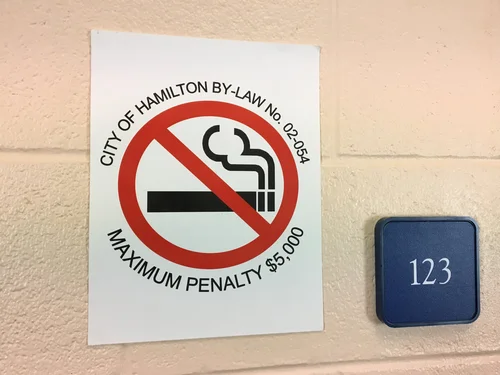 CITY OF HAMILTON BY-LAW No. 02-054
MAXIMUM PENALTY $5,000
123